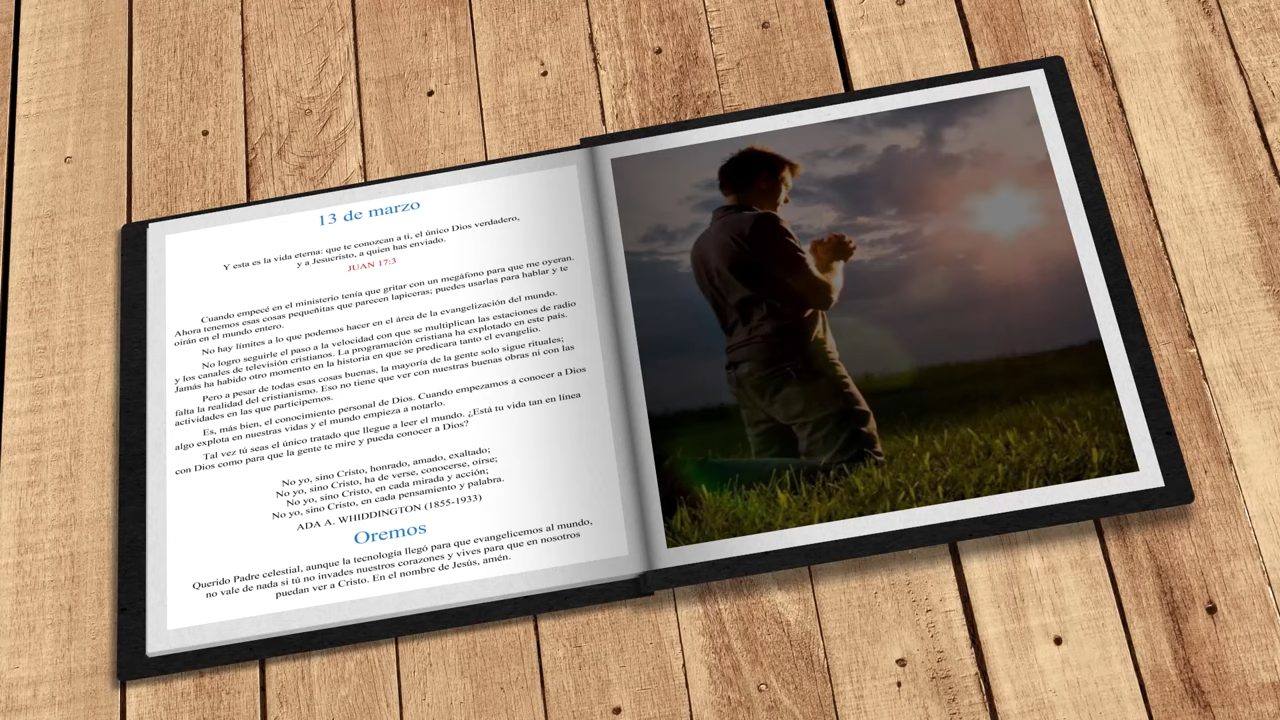 13 de marzo
Y esta es la vida eterna: que te conozcan a ti, el único Dios verdadero,
y a Jesucristo, a quien has enviado.
JUAN 17:3
Cuando empecé en el ministerio tenía que gritar con un megáfono para que me oyeran.
Ahora tenemos esas cosas pequeñitas que parecen lapiceras; puedes usarlas para hablar y te
oirán en el mundo entero.
No hay límites a lo que podemos hacer en el área de la evangelización del mundo.
No logro seguirle el paso a la velocidad con que se multiplican las estaciones de radio
y los canales de televisión cristianos. La programación cristiana ha explotado en este país.
Jamás ha habido otro momento en la historia en que se predicara tanto el evangelio.
Pero a pesar de todas esas cosas buenas, la mayoría de la gente solo sigue rituales;
falta la realidad del cristianismo. Eso no tiene que ver con nuestras buenas obras ni con las
actividades en las que participemos.
Es, más bien, el conocimiento personal de Dios. Cuando empezamos a conocer a Dios
algo explota en nuestras vidas y el mundo empieza a notarlo.
Tal vez tú seas el único tratado que llegue a leer el mundo. ¿Está tu vida tan en línea
con Dios como para que la gente te mire y pueda conocer a Dios?
No yo, sino Cristo, honrado, amado, exaltado;
No yo, sino Cristo, ha de verse, conocerse, oírse;
No yo, sino Cristo, en cada mirada y acción;
No yo, sino Cristo, en cada pensamiento y palabra.
ADA A. WHIDDINGTON (1855-1933)
Oremos
Querido Padre celestial, aunque la tecnología llegó para que evangelicemos al mundo,
no vale de nada si tú no invades nuestros corazones y vives para que en nosotros
puedan ver a Cristo. En el nombre de Jesús, amén.